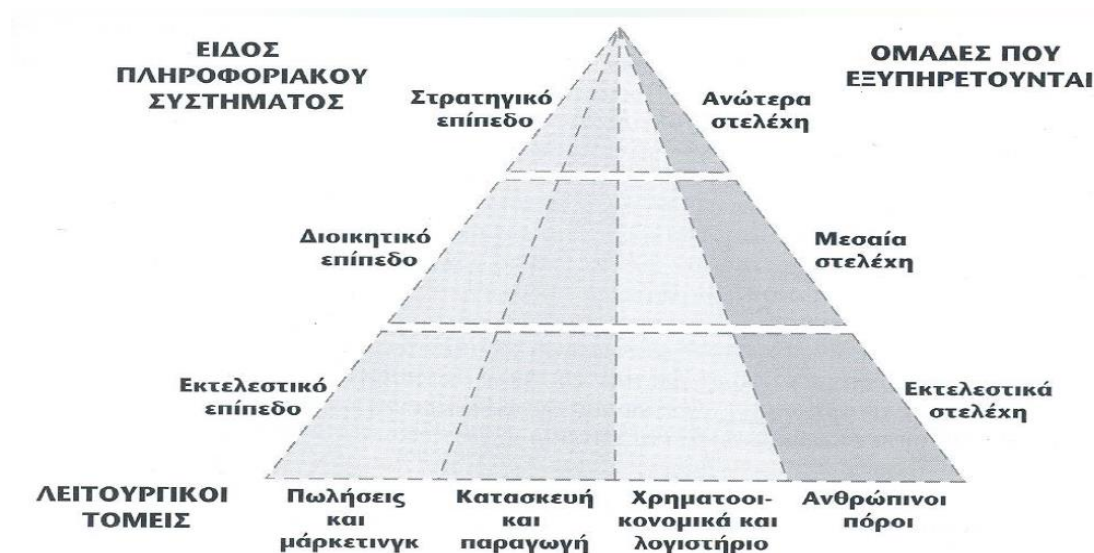 ΕΙΔΟΣ
ΠΛΗΡΟΦΟΡΙΑΚΟΥ
ΣΥΣΤΗΜΑΤΟΣ
ΟΜΑΔΕΣ ΠΟΥ
ΕΞΥΠΗΡΕΤΟΥΝΤΑΙ
Στρατηγικό
επίπεδο
Ανώτερα
στελέχη
Διοικητικό
επίπεδο
Μεσαία
στελέχη
Εκτελεστικό
επίπεδο
Εκτελεστικά
στελέχη
ΛΕΙΤΟΥΡΓΙΚΟΙ
ΤΟΜΕΙΣ
Πωλήσεις
και
μάρκετινγκ
Κατασκευή
και
παραγωγή
Χρηματοοι-
κονομικά και
λογιστήριο
Ανθρώπινοι
πόροι